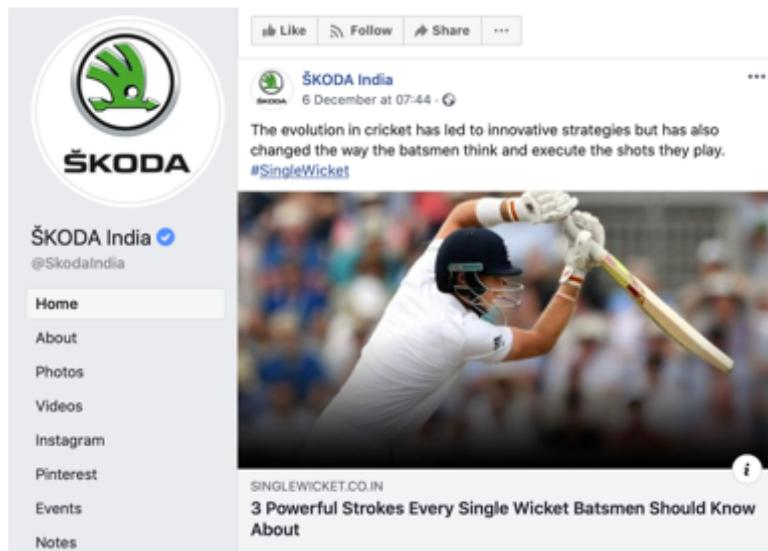 ŠKODA
ŠKODA India
@SkodaIndia
Home
About
Photos
Videos
Instagram
Pinterest
Events
Notes
Like
Follow
Share
ŠKODA India
6 December at 07:44
The evolution in cricket has led to innovative strategies but has also
changed the way the batsmen think and execute the shots they play.
#SingleWicket
SINGLEWICKET.CO.IN
3 Powerful Strokes Every Single Wicket Batsmen Should Know
About